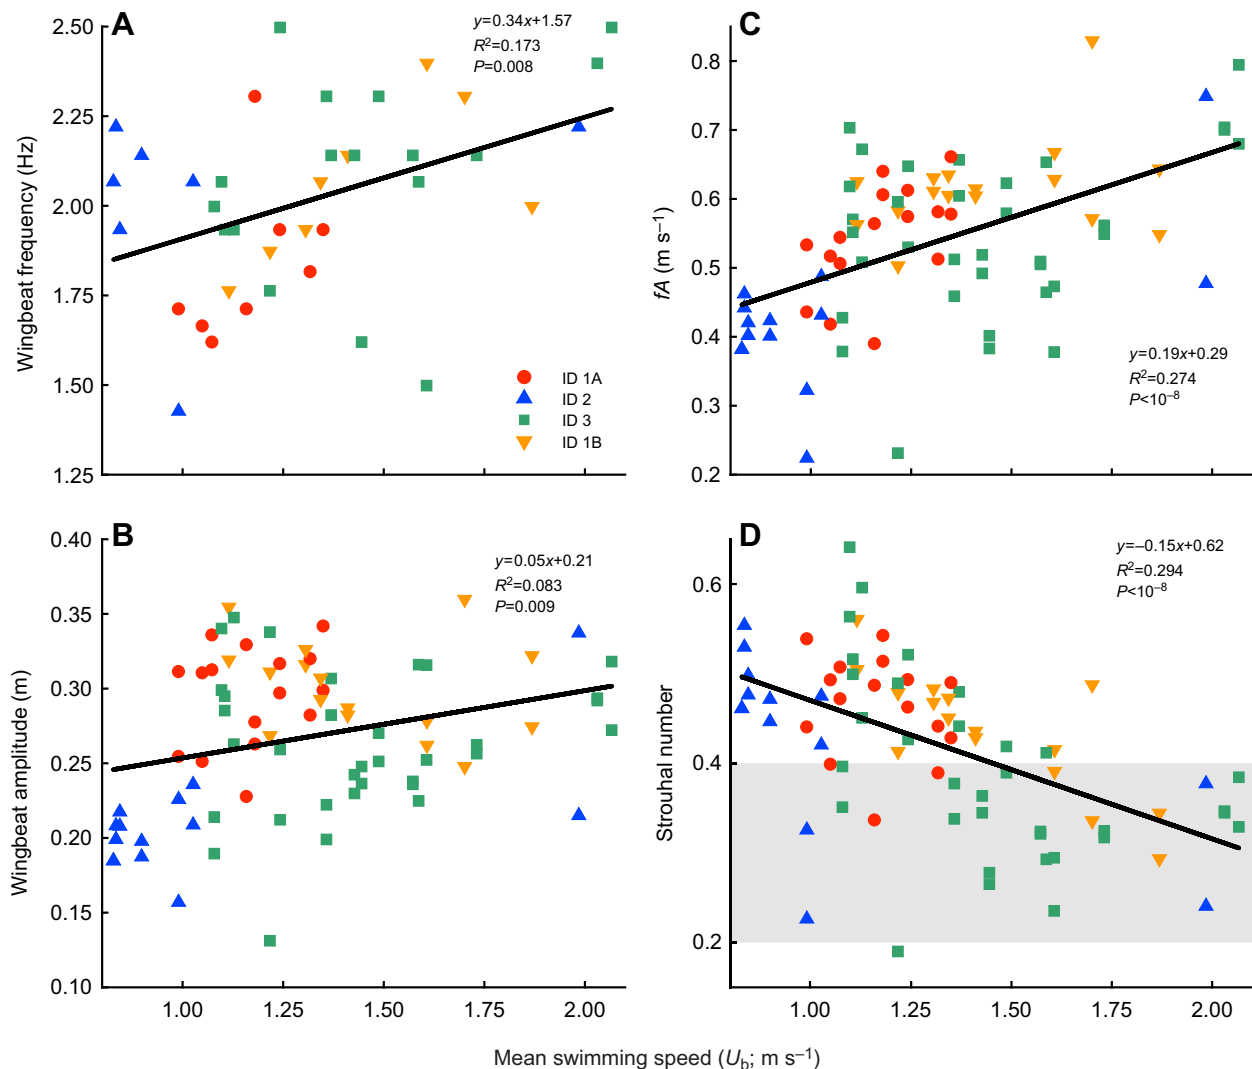 A
y=0.34x+1.57
R²=0.173
P=0.008
2.50
2.25
2.00
1.75
1.50
1.25
Wingbeat frequency (Hz)
ID 1A
ID 2
ID 3
ID 1B
C
0.8
0.7
0.6
0.5
0.4
0.3
0.2
fA (m s⁻¹)
y=0.19x+0.29
R²=0.274
P<10⁻⁸
B
y=0.05x+0.21
R²=0.083
P=0.009
0.40
0.35
0.30
0.25
0.20
0.15
0.10
Wingbeat amplitude (m)
1.00 1.25 1.50 1.75 2.00
D
y=–0.15x+0.62
R²=0.294
P<10⁻⁸
0.6
0.4
0.2
Strouhal number
1.00 1.25 1.50 1.75 2.00
Mean swimming speed (U_b; m s⁻¹)